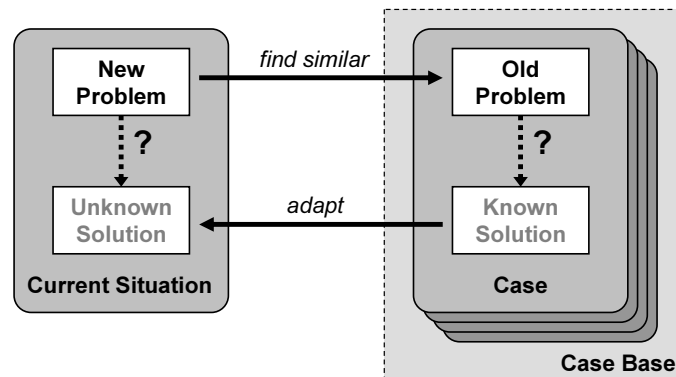 New
Problem
find similar
Old
Problem
?
?
Unknown
Solution
adapt
Known
Solution
Current Situation
Case
Case Base